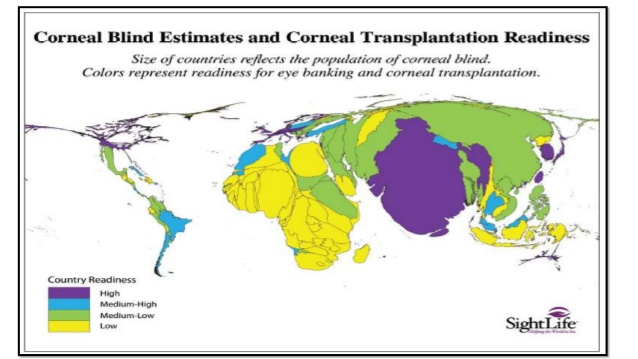 Corneal Blind Estimates and Corneal Transplantation Readiness
Size of countries reflects the population of corneal blind.
Colors represent readiness for eye banking and corneal transplantation.
Country Readiness
High
Medium-High
Medium-Low
Low
SightLife